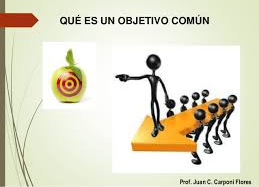 QUÉ ES UN OBJETIVO COMÚN
Prof. Juan C. Carponi Flores